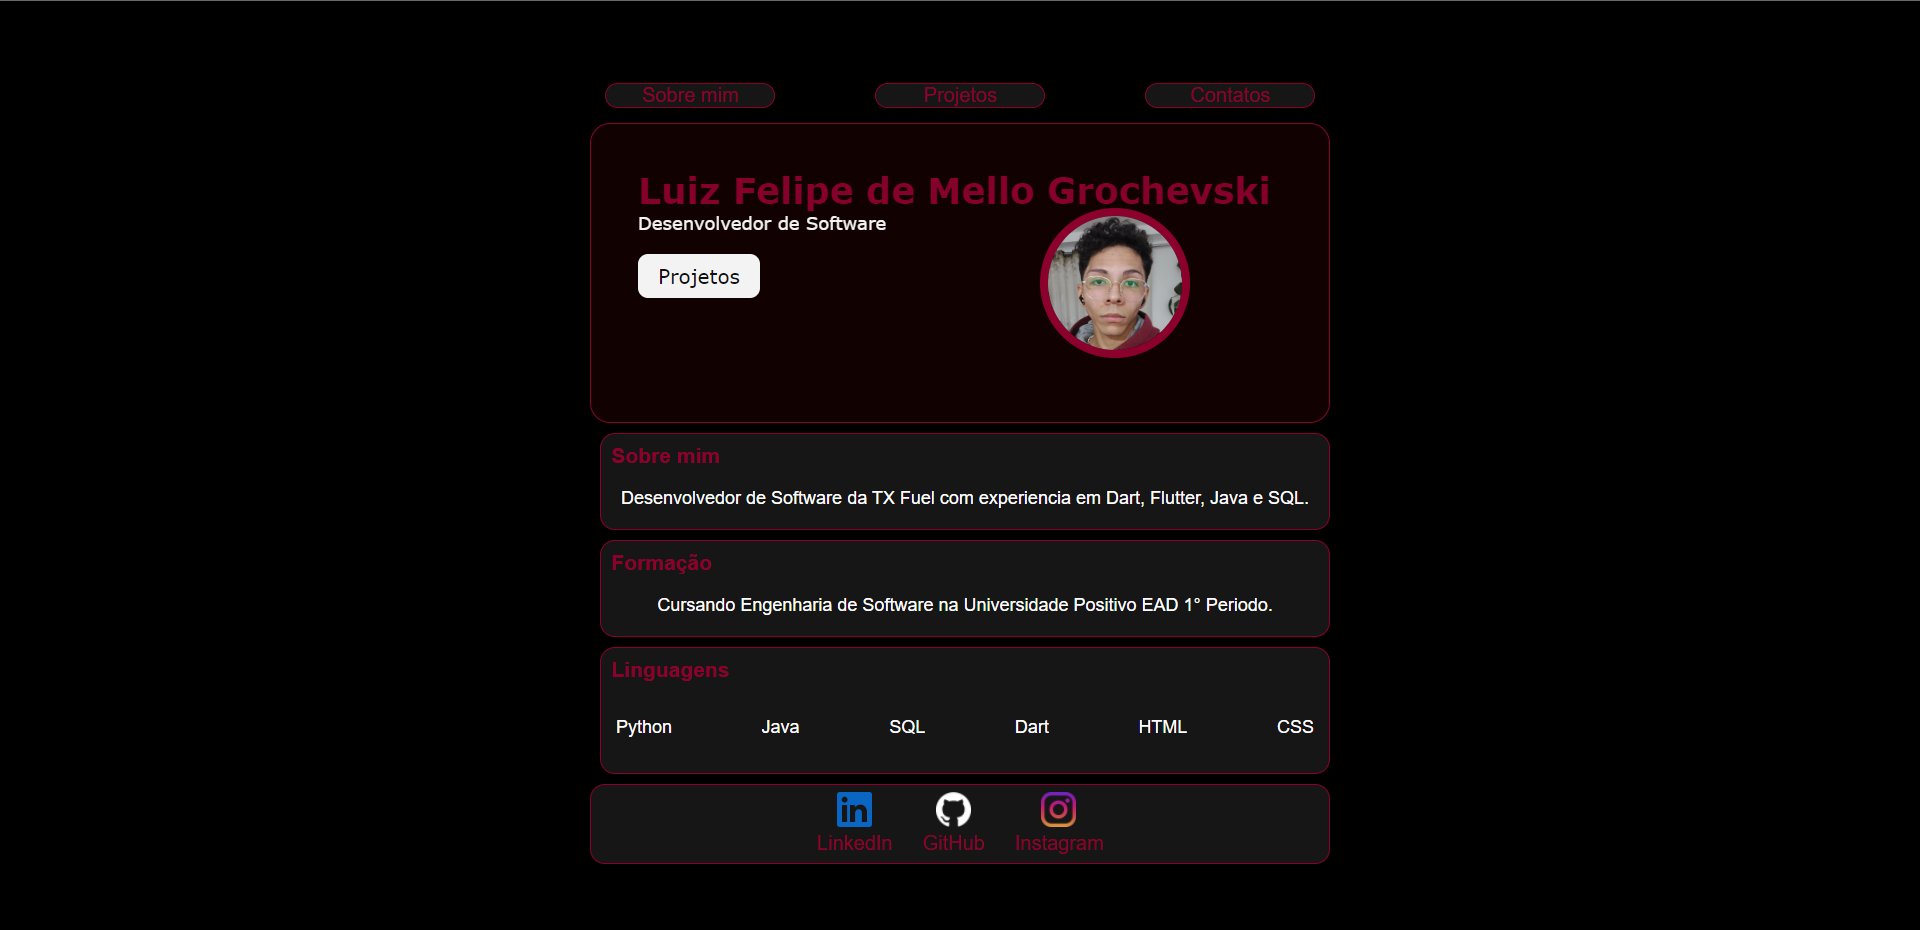 Sobre mim Projetos Contatos
Luiz Felipe de Mello Grochevski
Desenvolvedor de Software
Projetos
Sobre mim
Desenvolvedor de Software da TX Fuel com experiencia em Dart, Flutter, Java e SQL.
Formação
Cursando Engenharia de Software na Universidade Positivo EAD 1° Periodo.
Linguagens
Python Java SQL Dart HTML CSS
LinkedIn GitHub Instagram